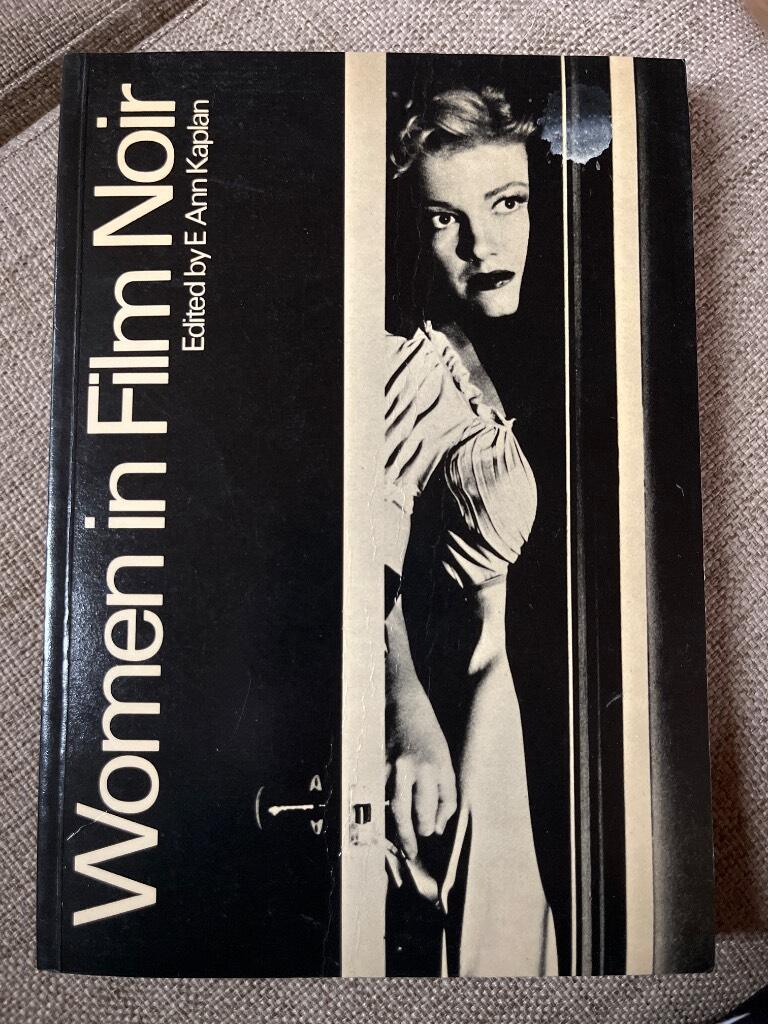 Women in Film Noir
Edited by E Ann Kaplan